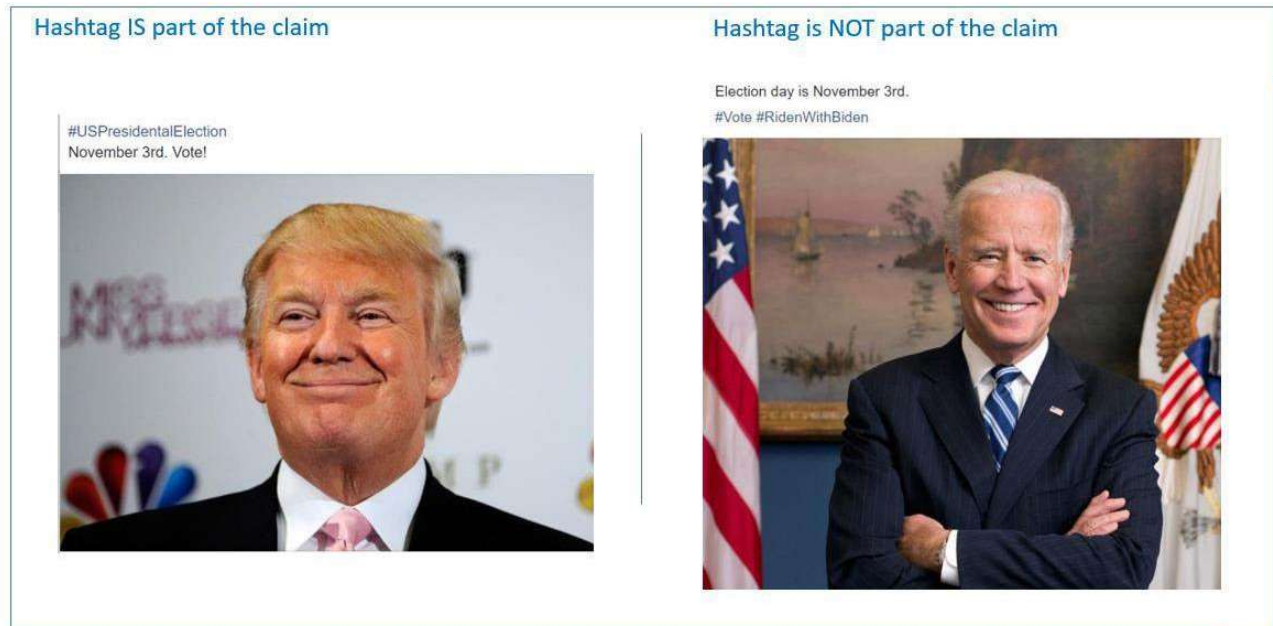 Hashtag IS part of the claim
#USPresidentalElection
November 3rd. Vote!
Hashtag is NOT part of the claim
Election day is November 3rd.
#Vote #RidenWithBiden